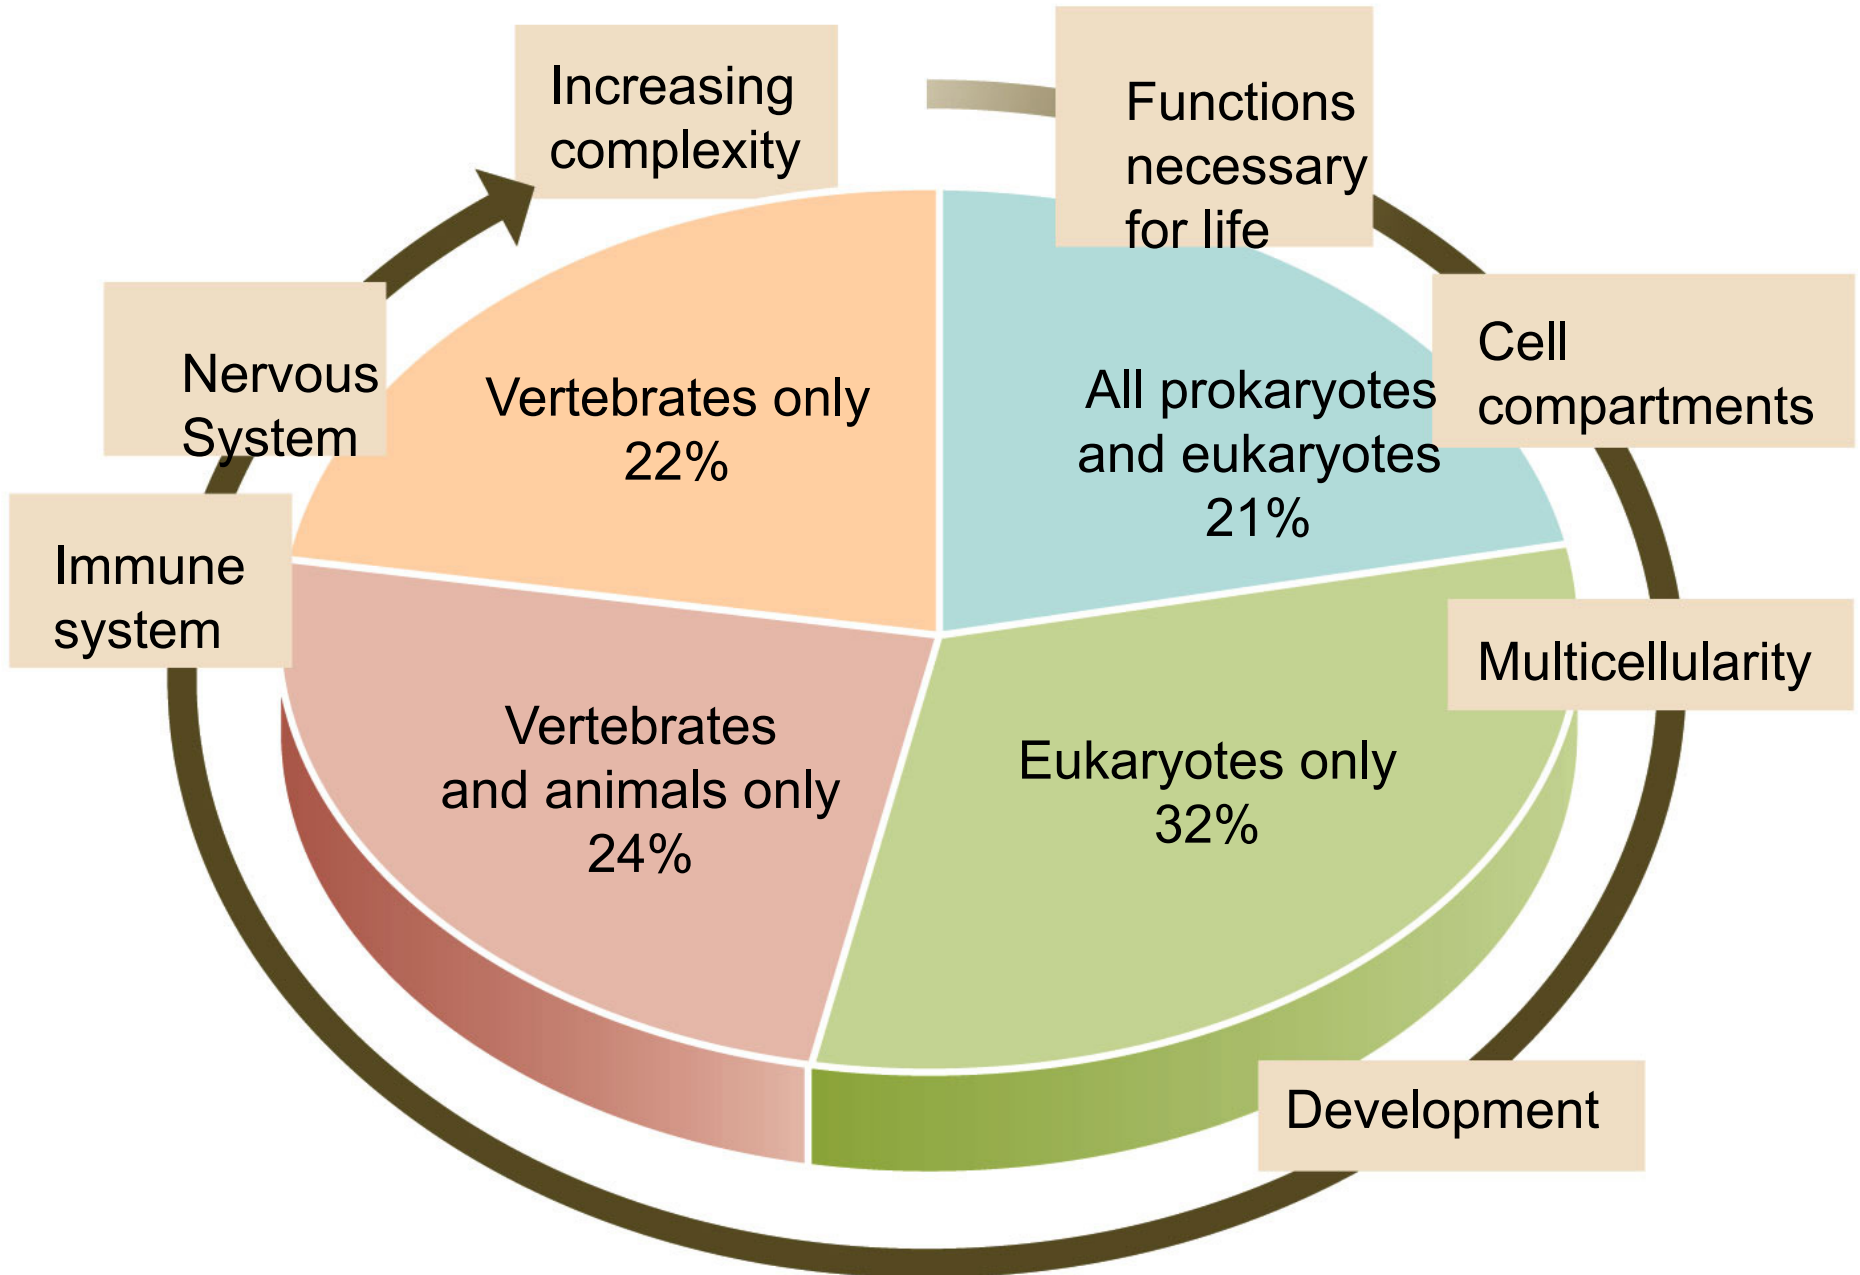 Increasing
complexity
Functions
necessary
for life
Cell
compartments
Nervous
System
Vertebrates only
22%
All prokaryotes
and eukaryotes
21%
Immune
system
Multicellularity
Vertebrates
and animals only
24%
Eukaryotes only
32%
Development